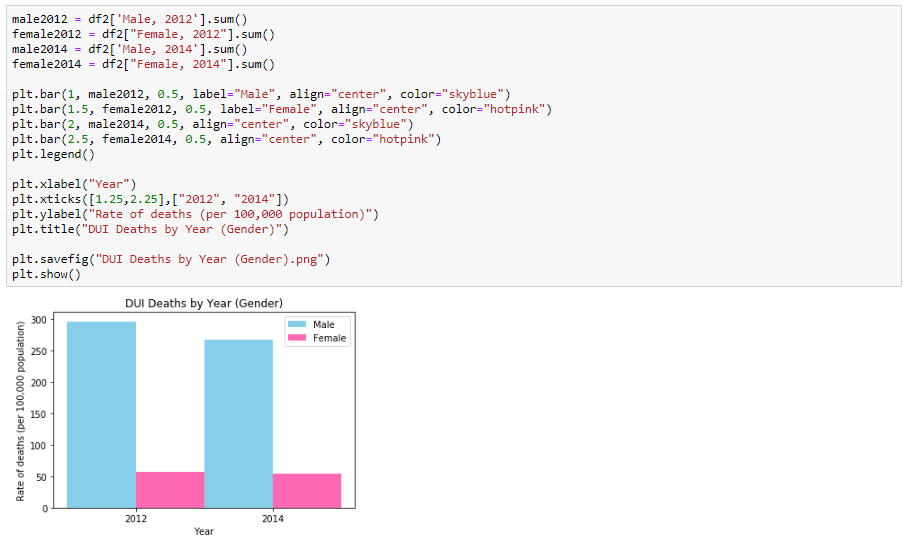 male2012 = df2['Male, 2012'].sum()
female2012 = df2["Female, 2012"].sum()
male2014 = df2['Male, 2014'].sum()
female2014 = df2["Female, 2014"].sum()
plt.bar(1, male2012, 0.5, label="Male", align="center", color="skyblue")
plt.bar(1.5, female2012, 0.5, label="Female", align="center", color="hotpink")
plt.bar(2, male2014, 0.5, align="center", color="skyblue")
plt.bar(2.5, female2014, 0.5, align="center", color="hotpink")
plt.legend()
plt.xlabel("Year")
plt.xticks([1.25,2.25],["2012", "2014"])
plt.ylabel("Rate of deaths (per 100,000 population)")
plt.title("DUI Deaths by Year (Gender)")
plt.savefig("DUI Deaths by Year (Gender).png")
plt.show()
DUI Deaths by Year (Gender)
Rate of deaths (per 100,000 population)
300
250
200
150
100
50
0
Male
Female
2012 2014
Year